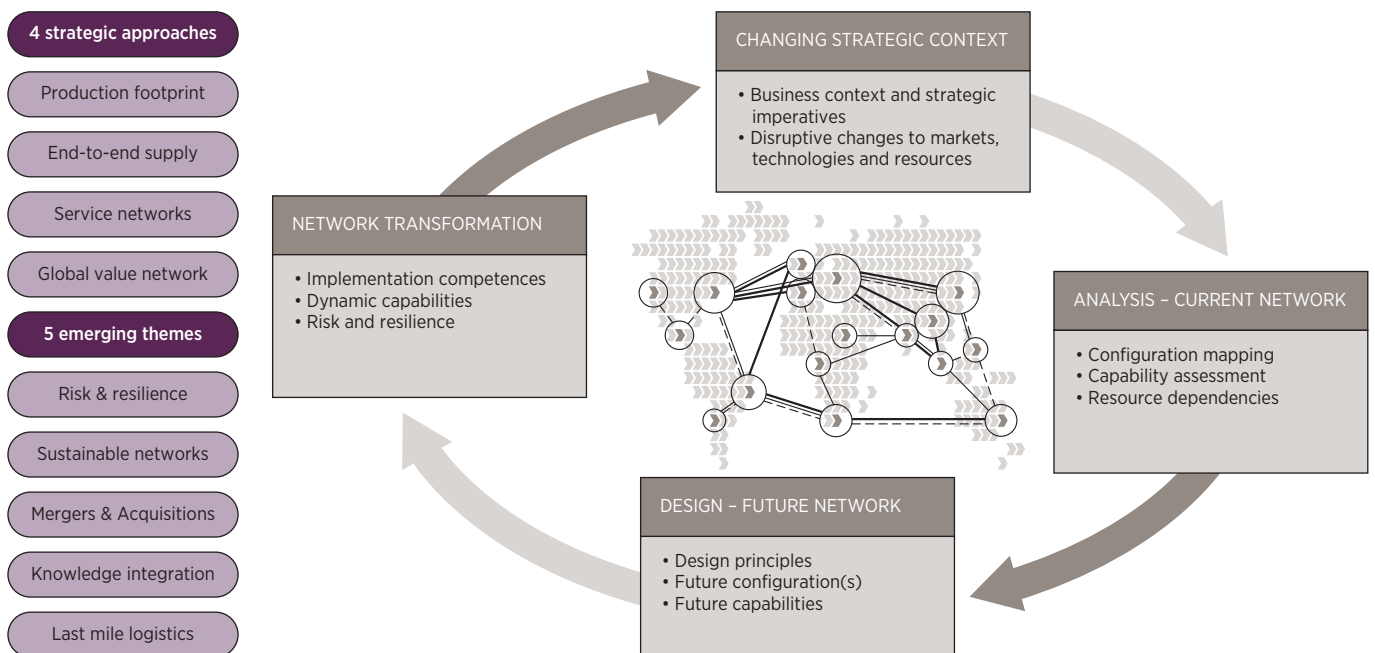 4 strategic approaches
Production footprint
End-to-end supply
Service networks
Global value network
5 emerging themes
Risk & resilience
Sustainable networks
Mergers & Acquisitions
Knowledge integration
Last mile logistics
CHANGING STRATEGIC CONTEXT
• Business context and strategic
imperatives
• Disruptive changes to markets,
technologies and resources
NETWORK TRANSFORMATION
• Implementation competences
• Dynamic capabilities
• Risk and resilience
ANALYSIS – CURRENT NETWORK
• Configuration mapping
• Capability assessment
• Resource dependencies
DESIGN – FUTURE NETWORK
• Design principles
• Future configuration(s)
• Future capabilities